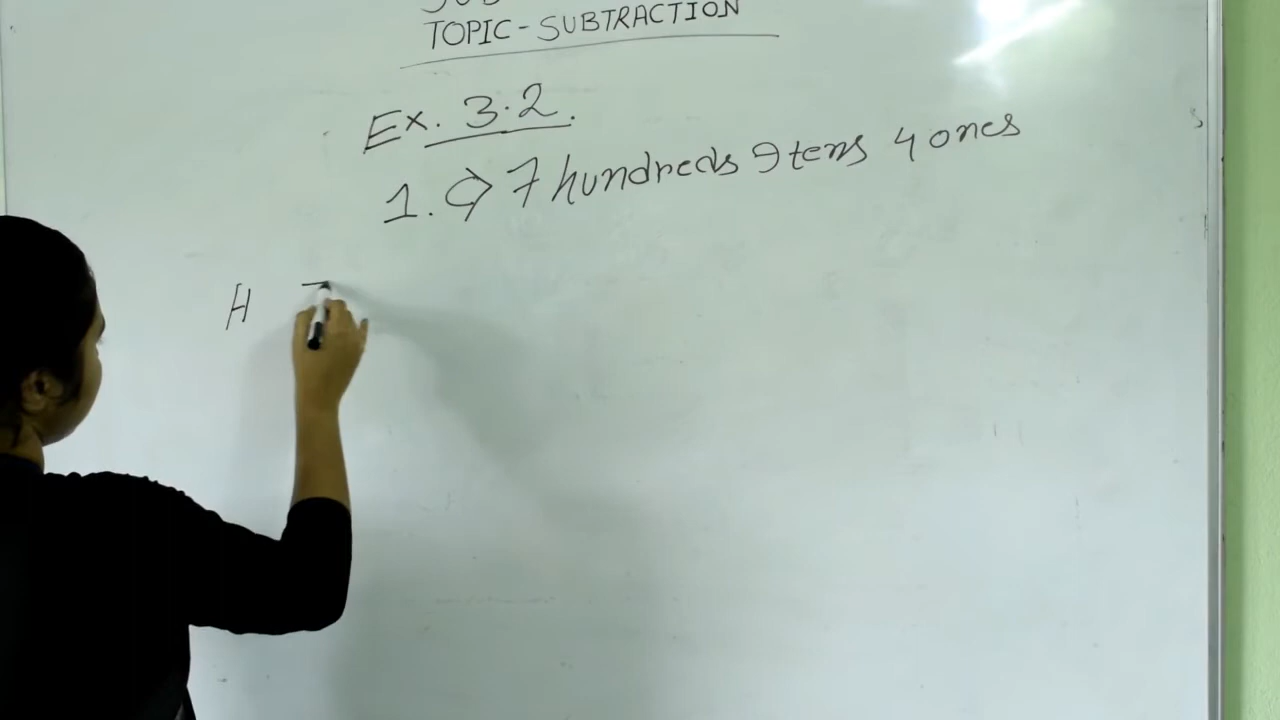 TOPIC - SUBTRACTION
Ex. 3.2.
1. ⇨ 7 hundreds 9 tens 4 ones
H T